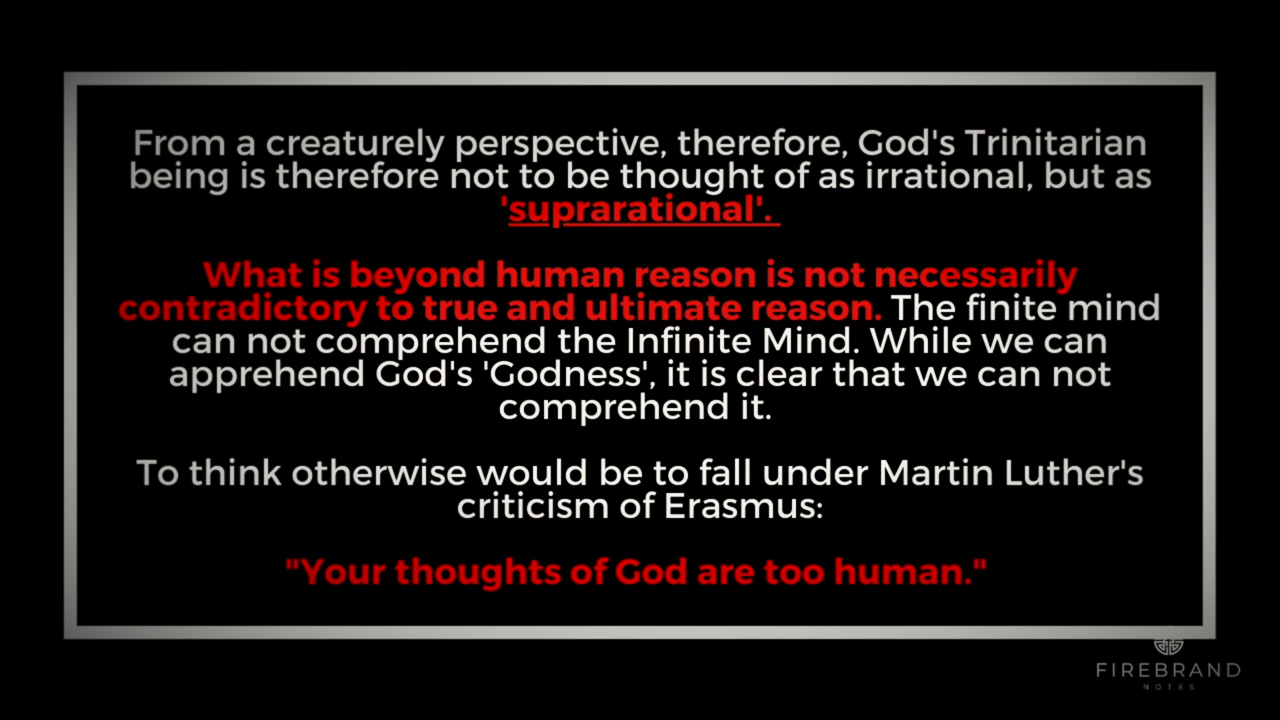 From a creaturely perspective, therefore, God's Trinitarian
being is therefore not to be thought of as irrational, but as
'suprarational'.
What is beyond human reason is not necessarily
contradictory to true and ultimate reason. The finite mind
can not comprehend the Infinite Mind. While we can
apprehend God's 'Godness', it is clear that we can not
comprehend it.
To think otherwise would be to fall under Martin Luther's
criticism of Erasmus:
"Your thoughts of God are too human."
FIREBRAND
NOTES